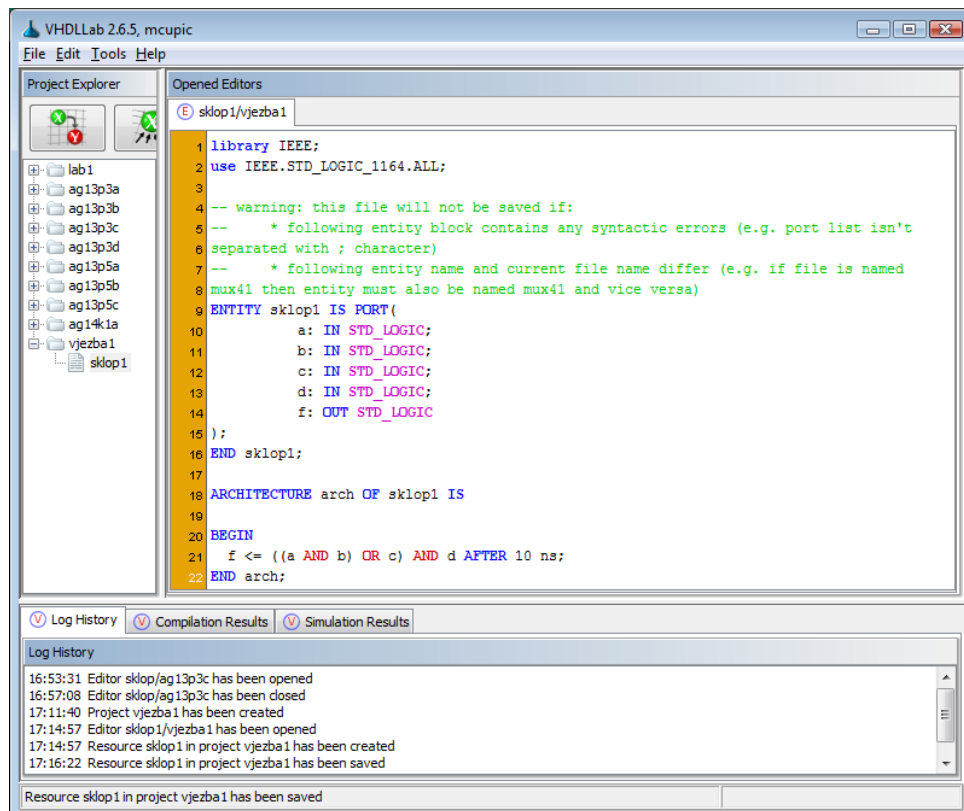 VHDLLab 2.6.5, mcupic
File Edit Tools Help
Project Explorer
Opened Editors
X
Y
X
E sklop1/vjezba1
lab1
ag13p3a
ag13p3b
ag13p3c
ag13p3d
ag13p5a
ag13p5b
ag13p5c
ag14k1a
vjezba1
sklop1
1 library IEEE;
2 use IEEE.STD_LOGIC_1164.ALL;
3
4 -- warning: this file will not be saved if:
5 --     * following entity block contains any syntactic errors (e.g. port list isn't
6 separated with ; character)
7 --     * following entity name and current file name differ (e.g. if file is named
8 mux41 then entity must also be named mux41 and vice versa)
9 ENTITY sklop1 IS PORT(
10 a: IN STD_LOGIC;
11 b: IN STD_LOGIC;
12 c: IN STD_LOGIC;
13 d: IN STD_LOGIC;
14 f: OUT STD_LOGIC
15 );
16 END sklop1;
17
18 ARCHITECTURE arch OF sklop1 IS
19
20 BEGIN
21 f <= ((a AND b) OR c) AND d AFTER 10 ns;
22 END arch;
V Log History V Compilation Results V Simulation Results
Log History
16:53:31 Editor sklop/ag13p3c has been opened
16:57:08 Editor sklop/ag13p3c has been closed
17:11:40 Project vjezba1 has been created
17:14:57 Editor sklop1/vjezba1 has been opened
17:14:57 Resource sklop1 in project vjezba1 has been created
17:16:22 Resource sklop1 in project vjezba1 has been saved
Resource sklop1 in project vjezba1 has been saved